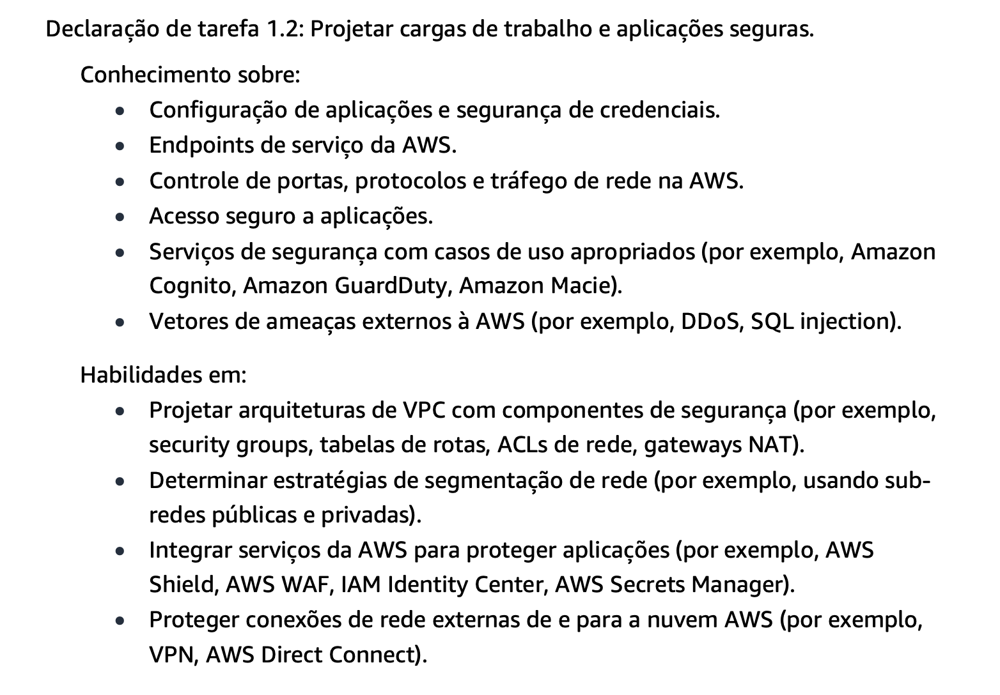 Declaração de tarefa 1.2: Projetar cargas de trabalho e aplicações seguras.
Conhecimento sobre:
• Configuração de aplicações e segurança de credenciais.
• Endpoints de serviço da AWS.
• Controle de portas, protocolos e tráfego de rede na AWS.
• Acesso seguro a aplicações.
• Serviços de segurança com casos de uso apropriados (por exemplo, Amazon
Cognito, Amazon GuardDuty, Amazon Macie).
• Vetores de ameaças externos à AWS (por exemplo, DDoS, SQL injection).
Habilidades em:
• Projetar arquiteturas de VPC com componentes de segurança (por exemplo,
security groups, tabelas de rotas, ACLs de rede, gateways NAT).
• Determinar estratégias de segmentação de rede (por exemplo, usando sub-
redes públicas e privadas).
• Integrar serviços da AWS para proteger aplicações (por exemplo, AWS
Shield, AWS WAF, IAM Identity Center, AWS Secrets Manager).
• Proteger conexões de rede externas de e para a nuvem AWS (por exemplo,
VPN, AWS Direct Connect).